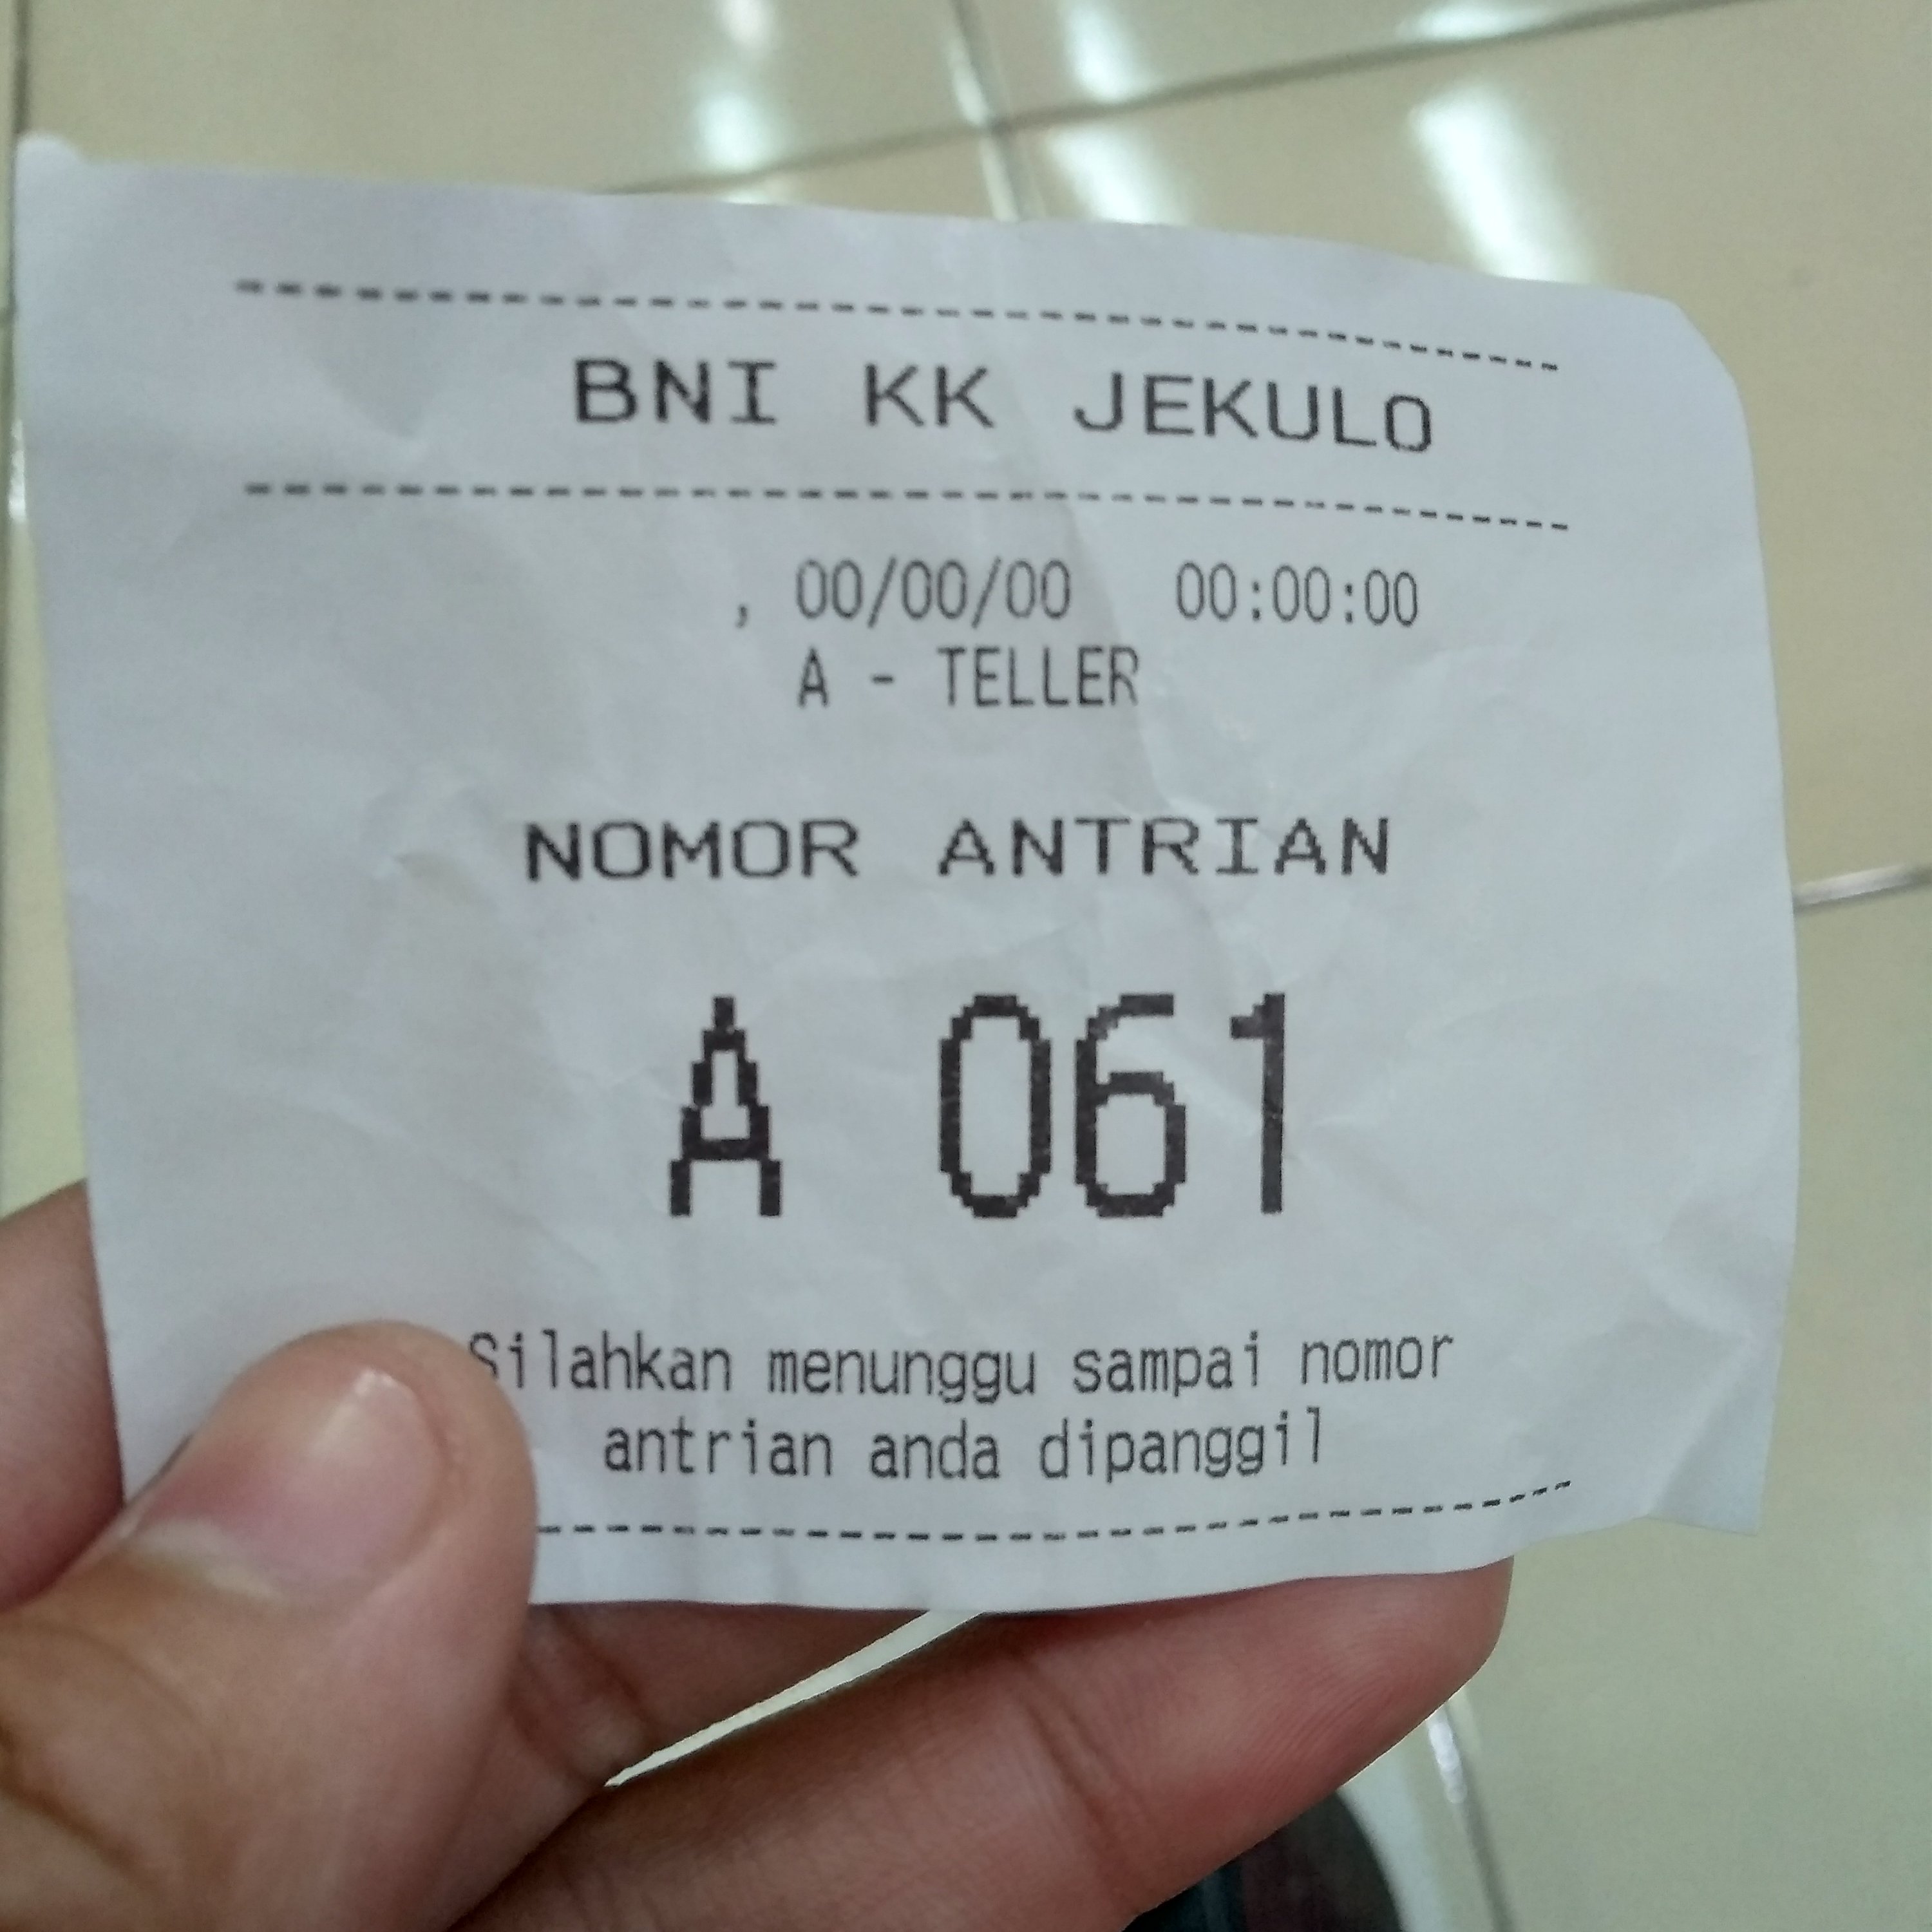 BNI KK JEKULO
, 00/00/00 00:00:00
A - TELLER
NOMOR ANTRIAN
A 061
Silahkan menunggu sampai nomor
antrian anda dipanggil